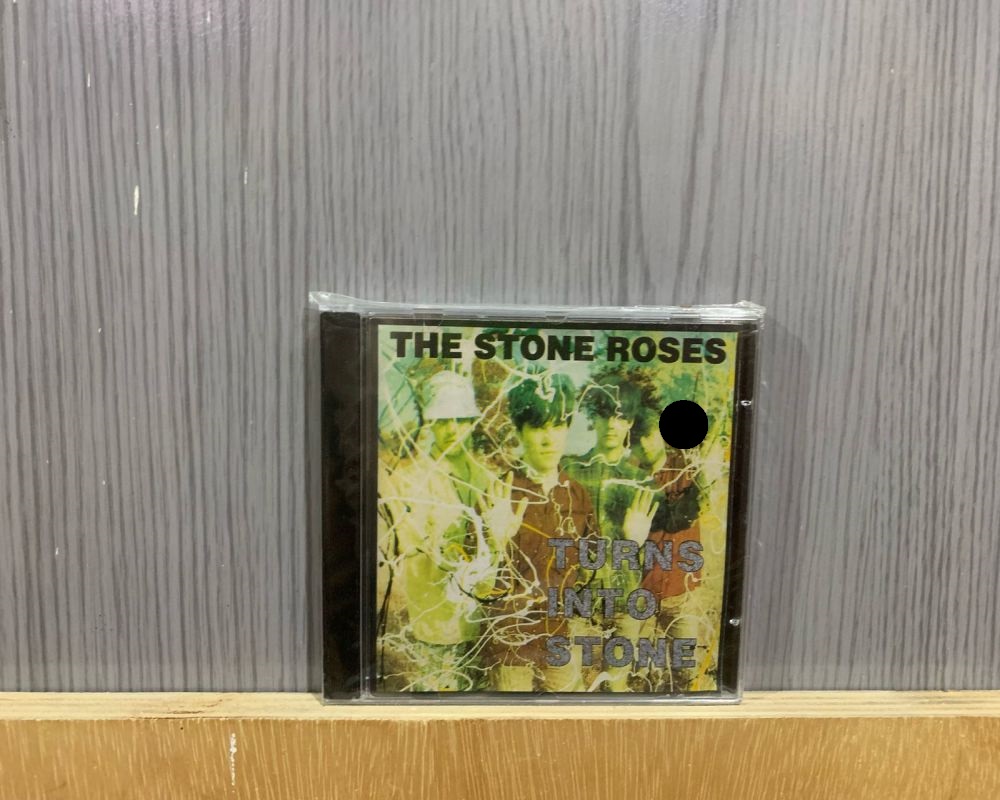 THE STONE ROSES
TURNS
INTO
STONE